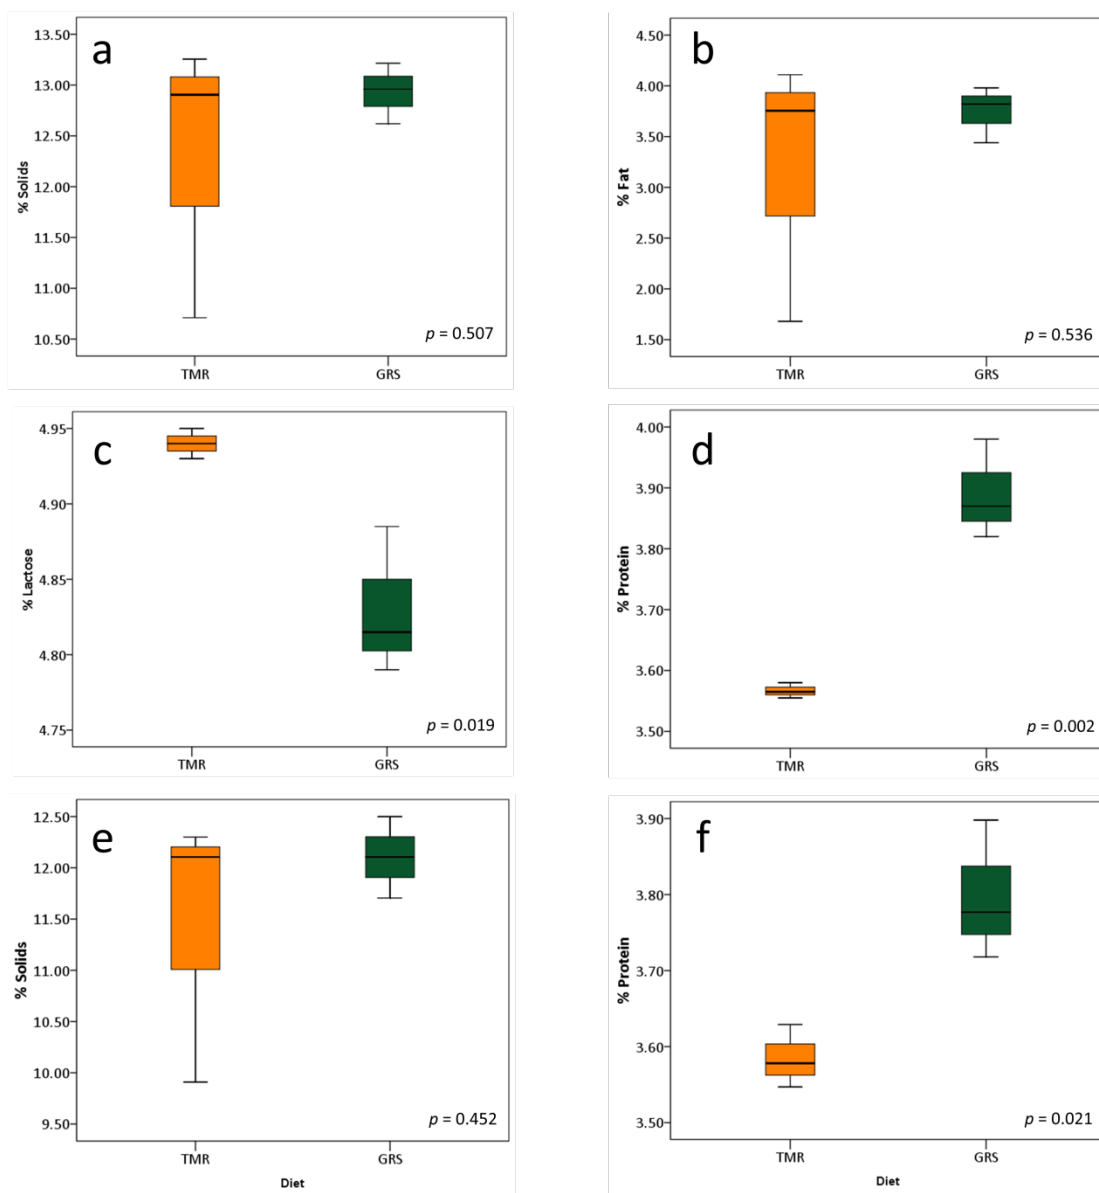 a
13.50
13.00
12.50
12.00
11.50
11.00
10.50
% Solids
TMR
GRS
p = 0.507
b
4.50
4.00
3.50
3.00
2.50
2.00
1.50
% Fat
TMR
GRS
p = 0.536
c
4.95
4.90
4.85
4.80
4.75
% Lactose
TMR
GRS
p = 0.019
d
4.00
3.90
3.80
3.70
3.60
3.50
% Protein
TMR
GRS
p = 0.002
e
12.50
12.00
11.50
11.00
10.50
10.00
9.50
% Solids
TMR
GRS
p = 0.452
Diet
f
3.90
3.80
3.70
3.60
3.50
% Protein
TMR
GRS
p = 0.021
Diet